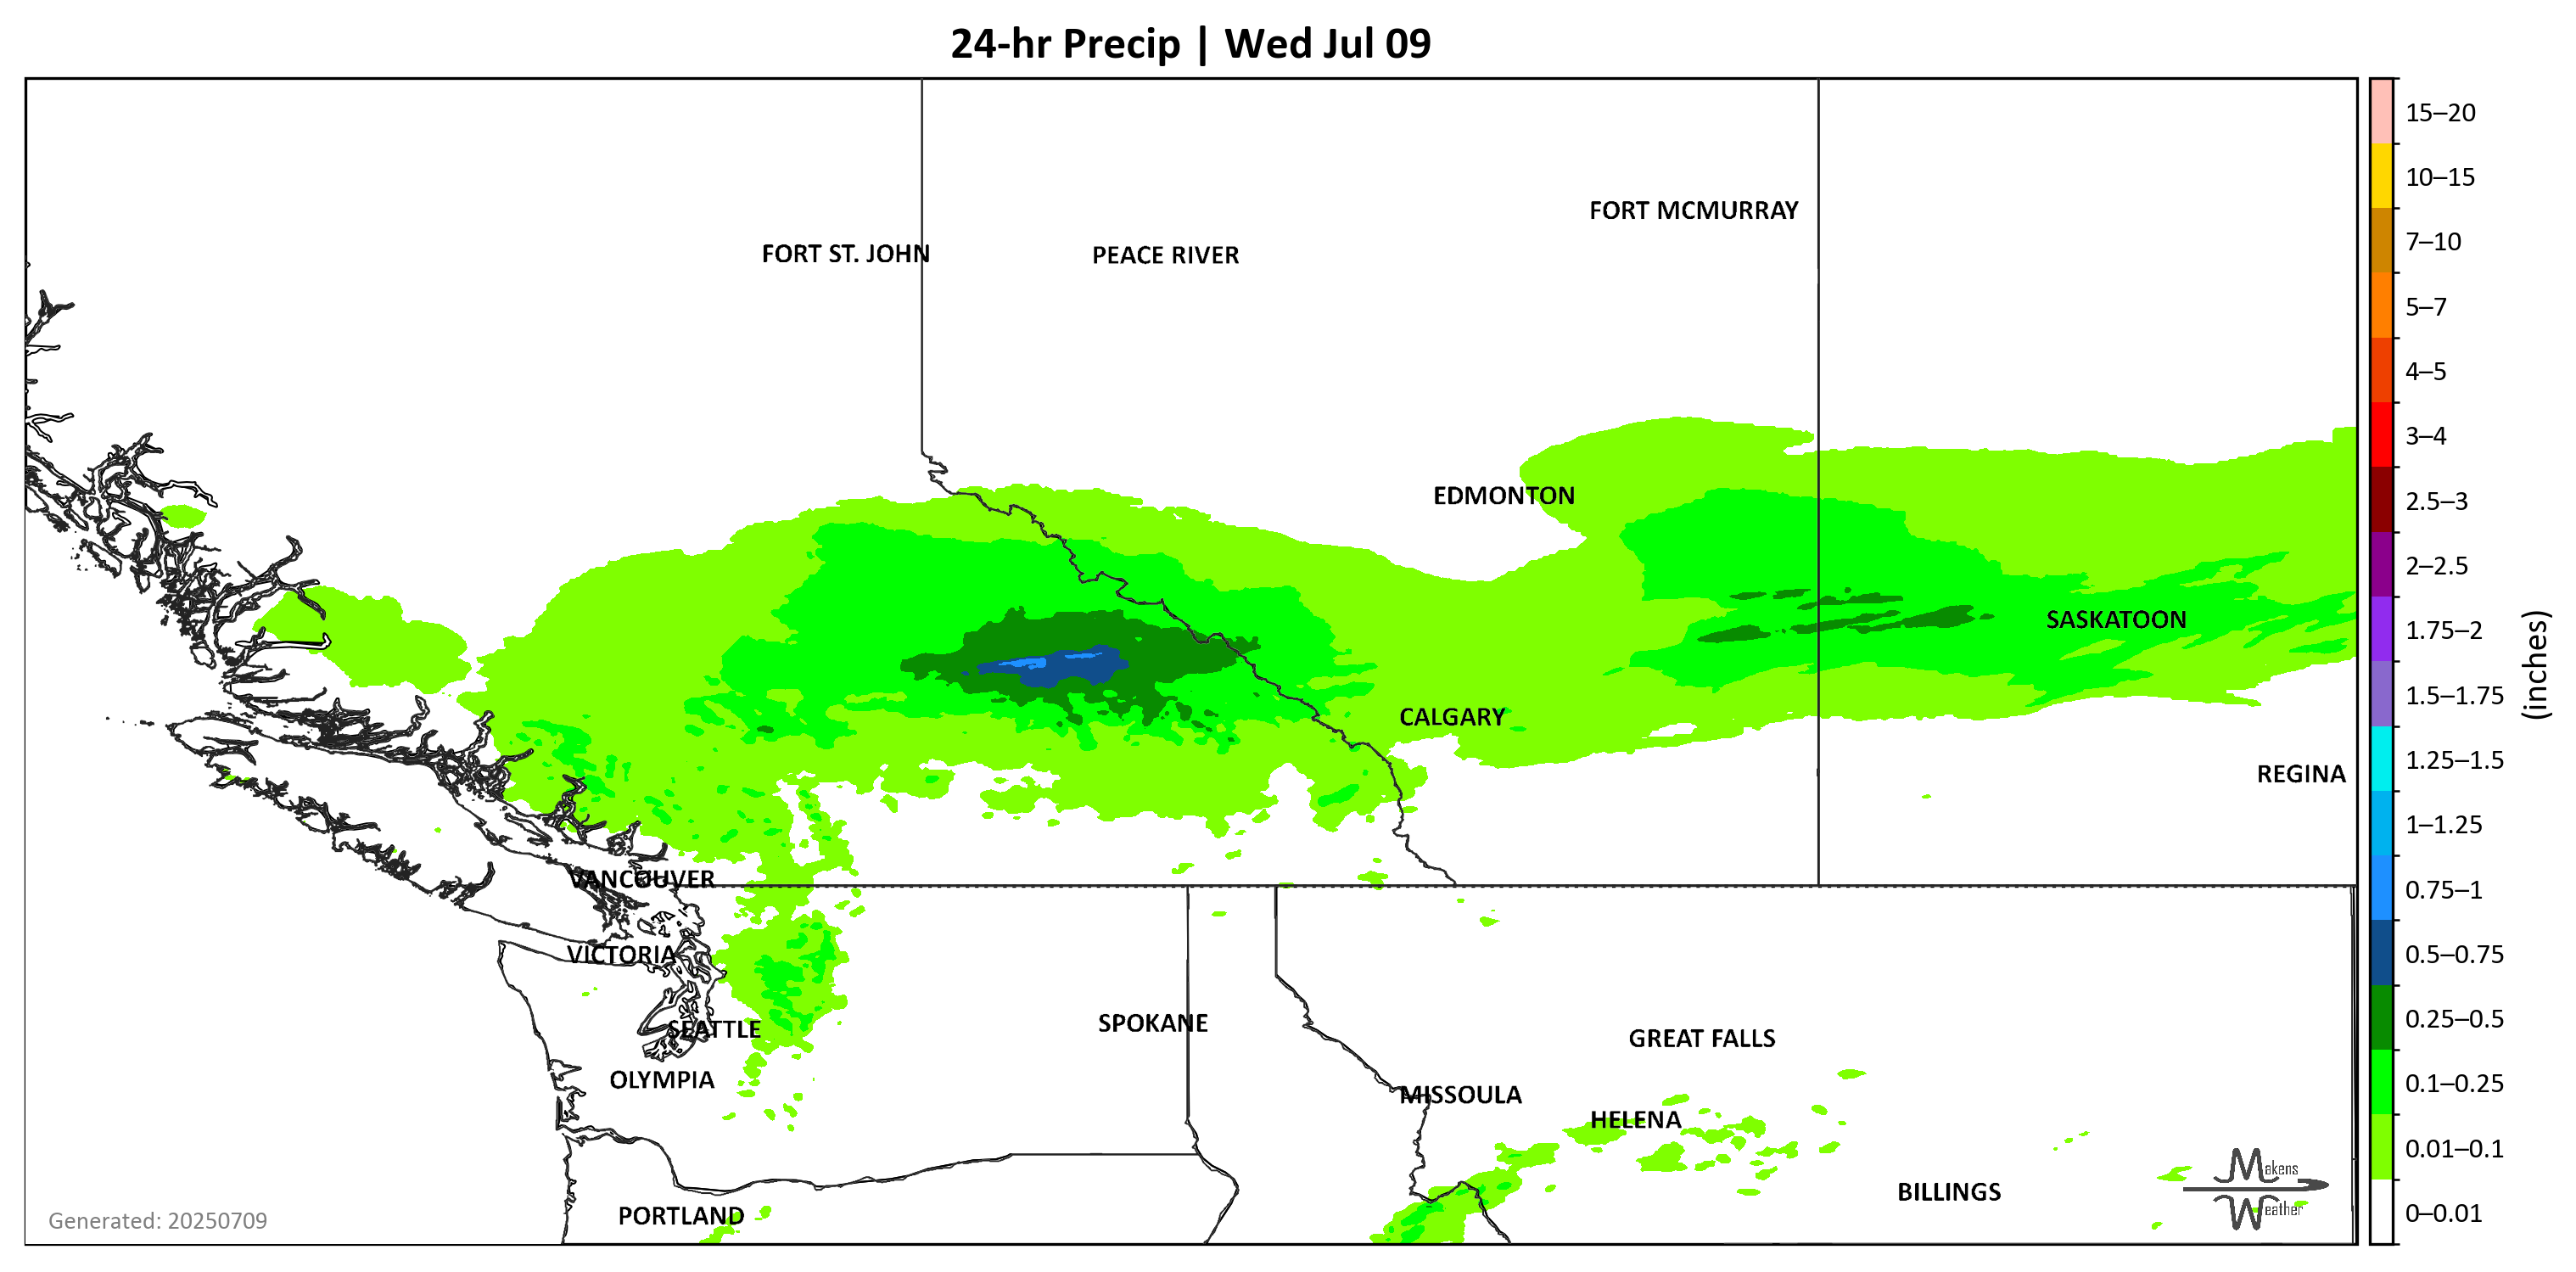 24-hr Precip | Wed Jul 09
FORT MCMURRAY
FORT ST. JOHN
PEACE RIVER
EDMONTON
SASKATOON
CALGARY
REGINA
VANCOUVER
VICTORIA
SPOKANE
SEATTLE
GREAT FALLS
OLYMPIA
MISSOULA
HELENA
BILLINGS
PORTLAND
Generated: 20250709
Makens
Weather
15–20
10–15
7–10
5–7
4–5
3–4
2.5–3
2–2.5
1.75–2
1.5–1.75
1.25–1.5
1–1.25
0.75–1
0.5–0.75
0.25–0.5
0.1–0.25
0.01–0.1
0–0.01
(inches)